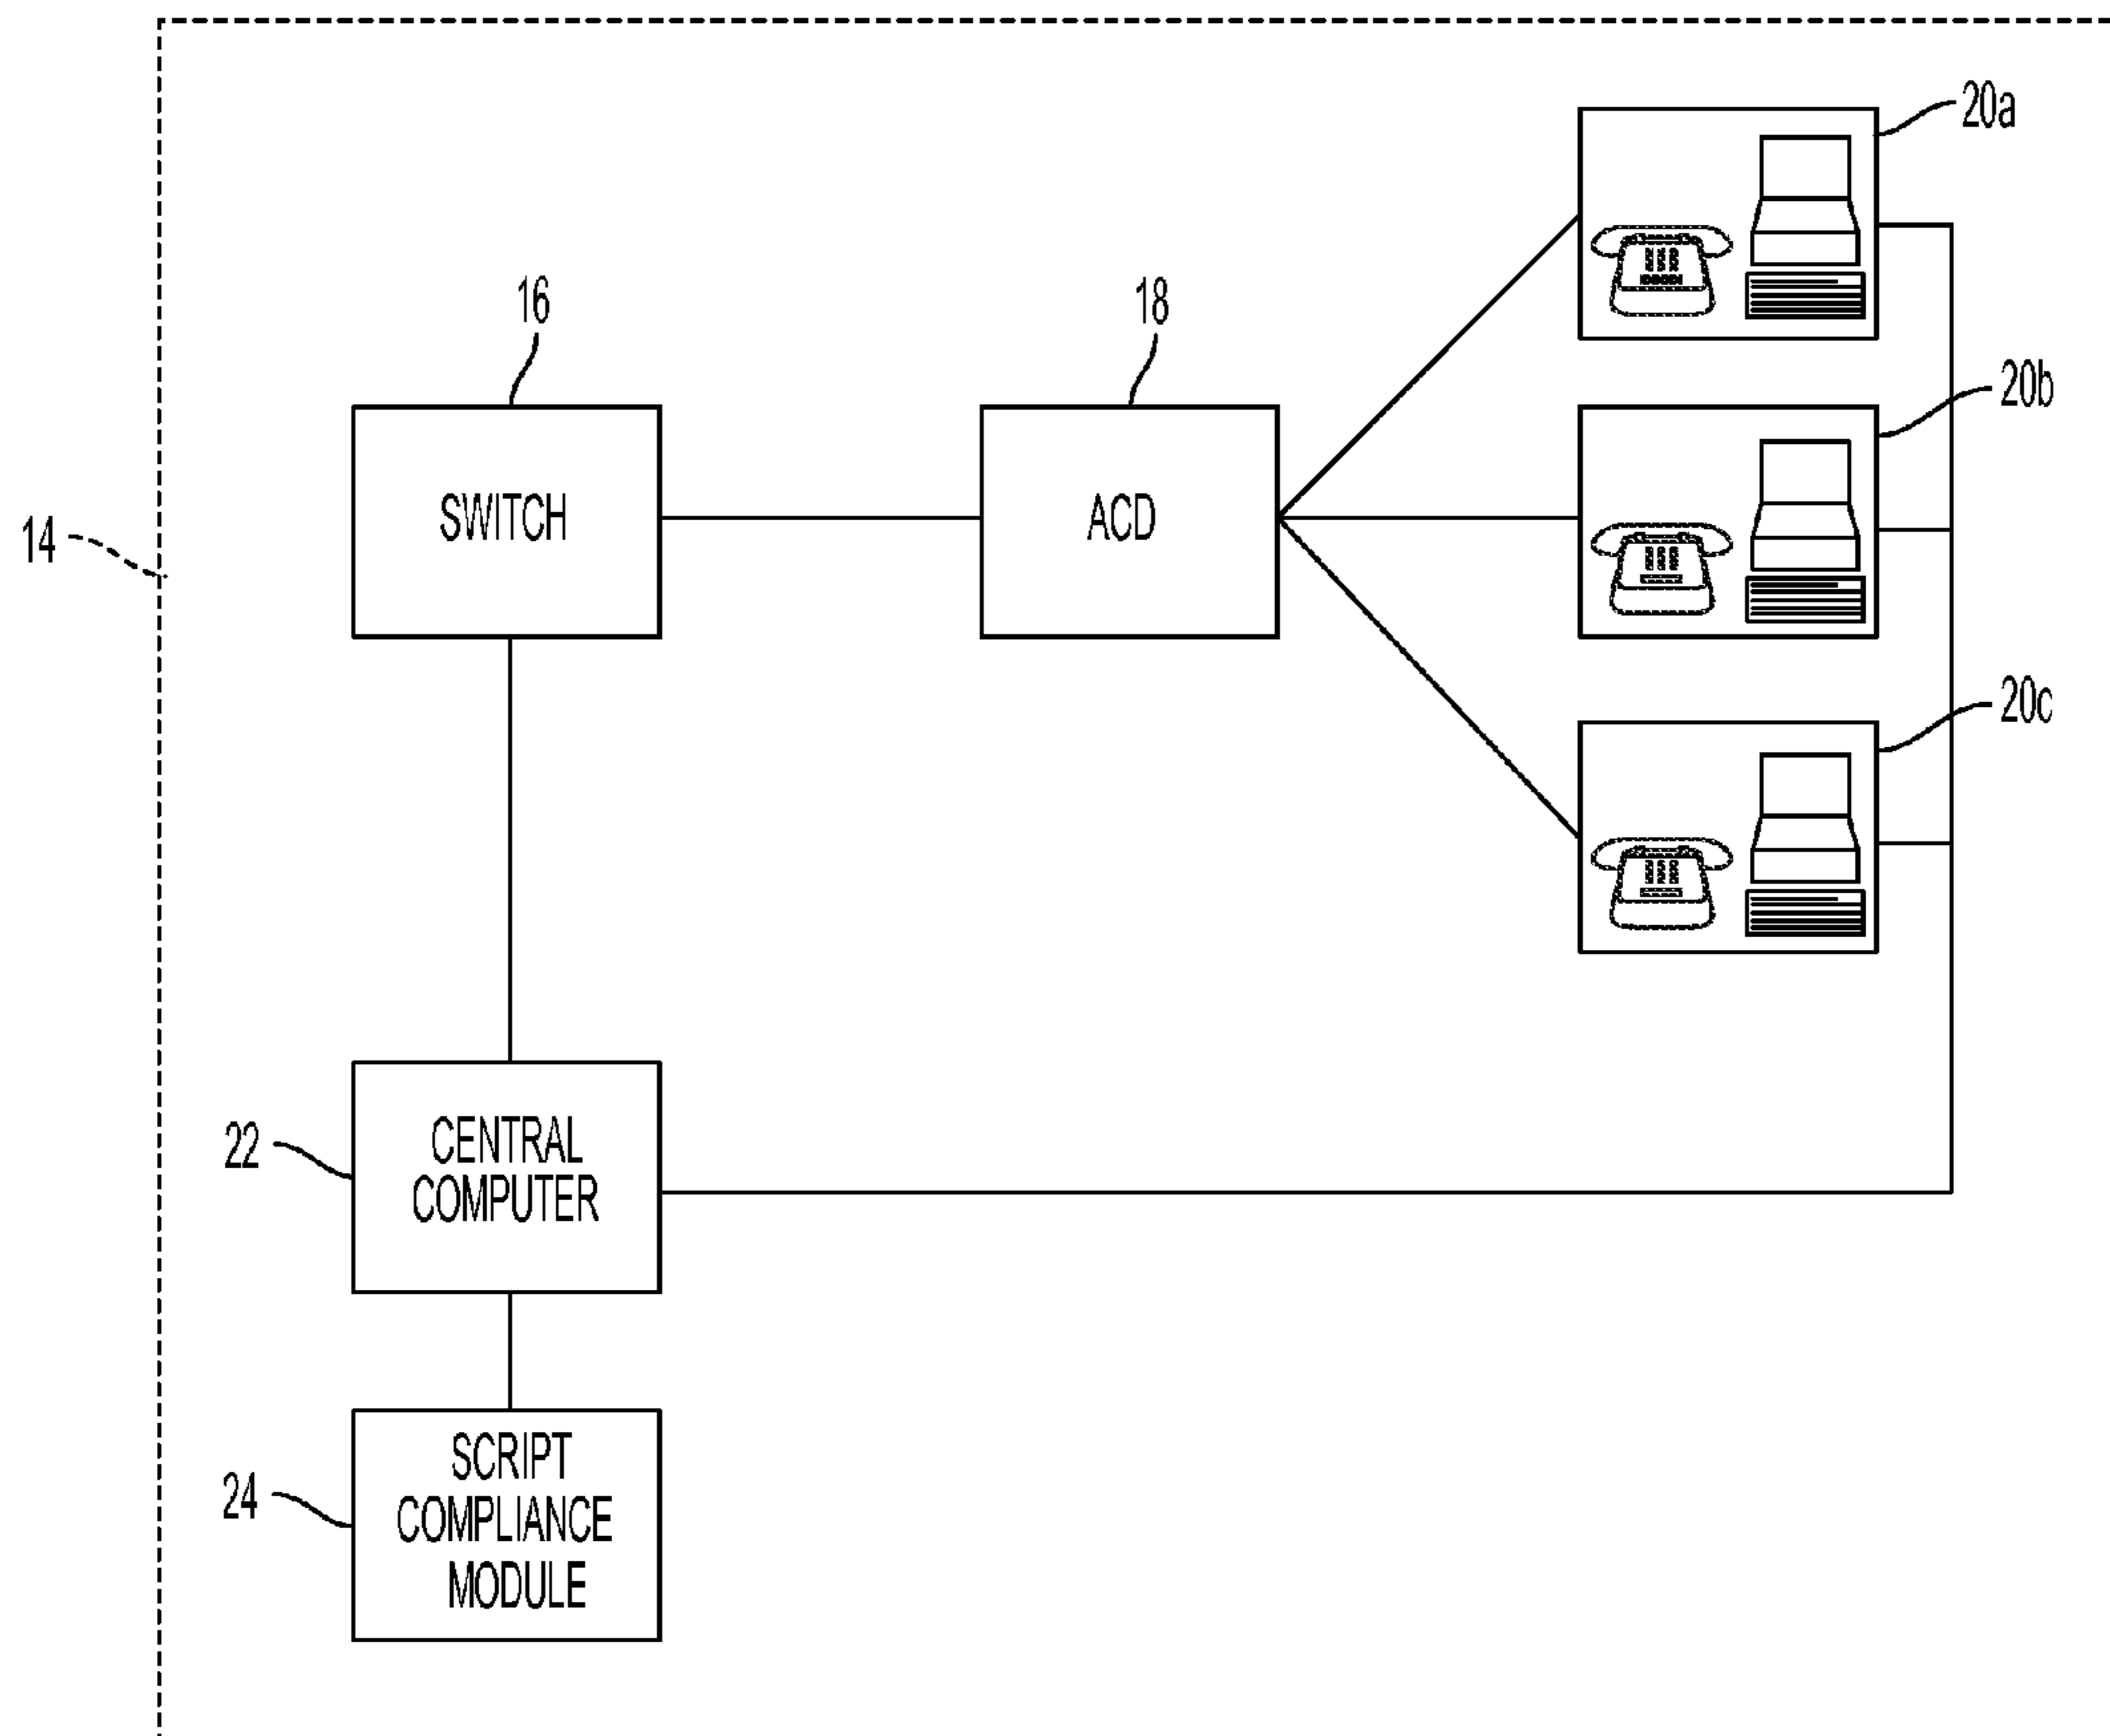 20a
16
18
20b
SWITCH
ACD
14
20c
22
CENTRAL
COMPUTER
24
SCRIPT
COMPLIANCE
MODULE